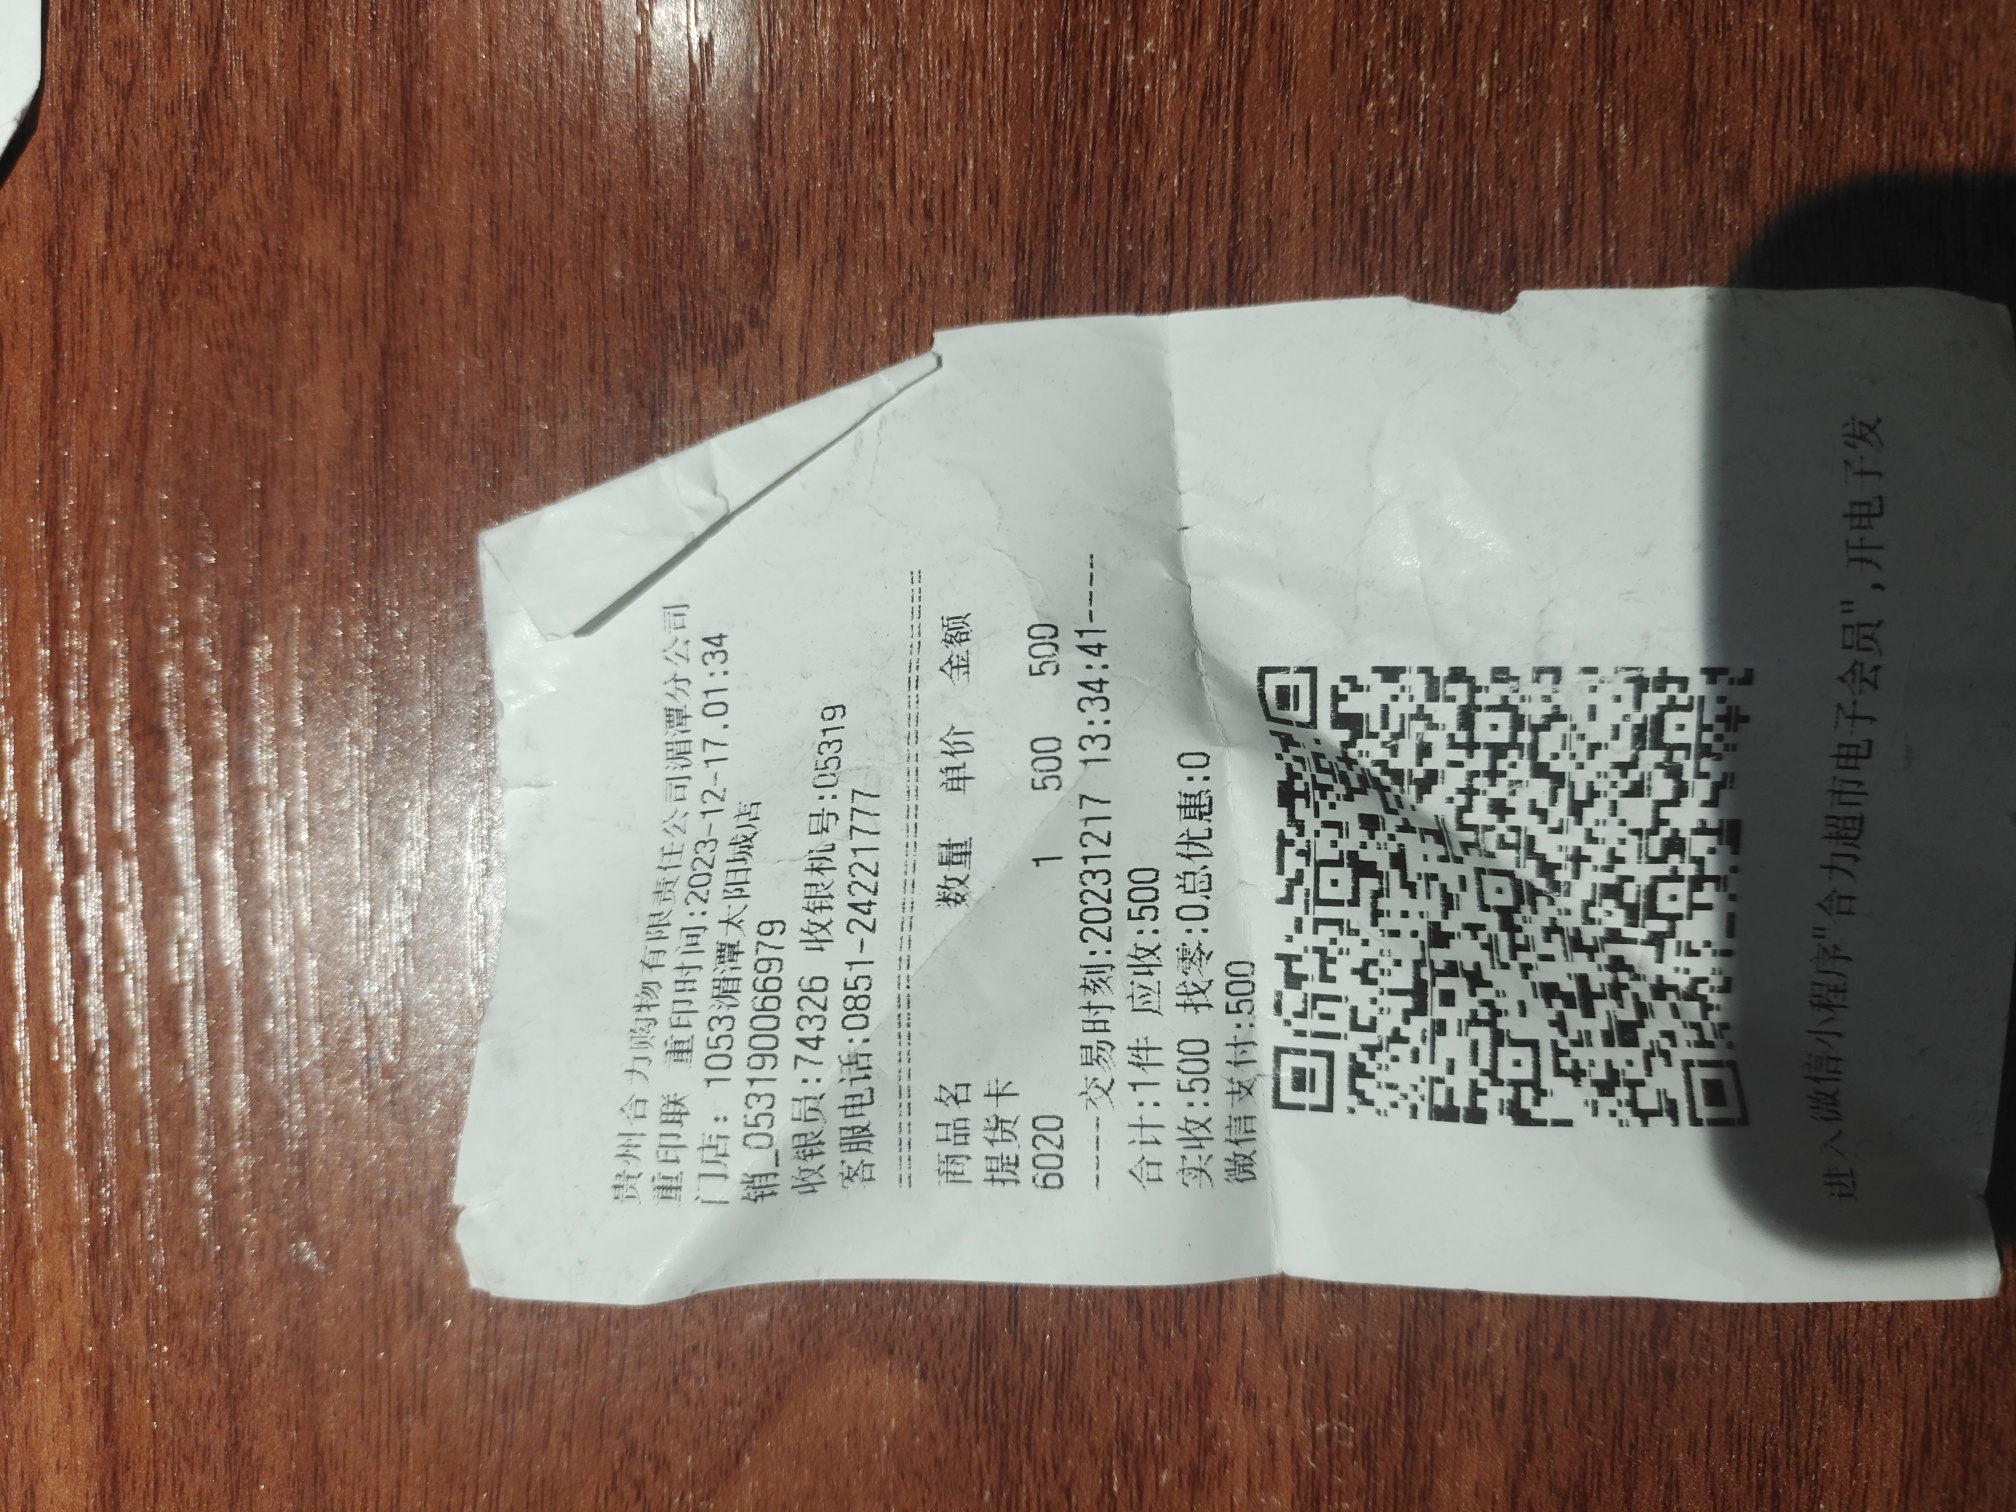 贵州合力购物有限责任公司湄潭分公司
重印联 重印时间:2023-12-17.01:34
门店: 1053湄潭太阳城店
销_053190066979
收银员:74326 收银机号:05319
客服电话:0851-24221777
================================
商品名 数量 单价 金额
提货卡
6020 1 500 500
----交易时刻:20231217 13:34:41----
合计:1件 应收:500
实收:500 找零:0总优惠:0
微信支付:500
进入微信小程序"合力超市电子会员",开电子发